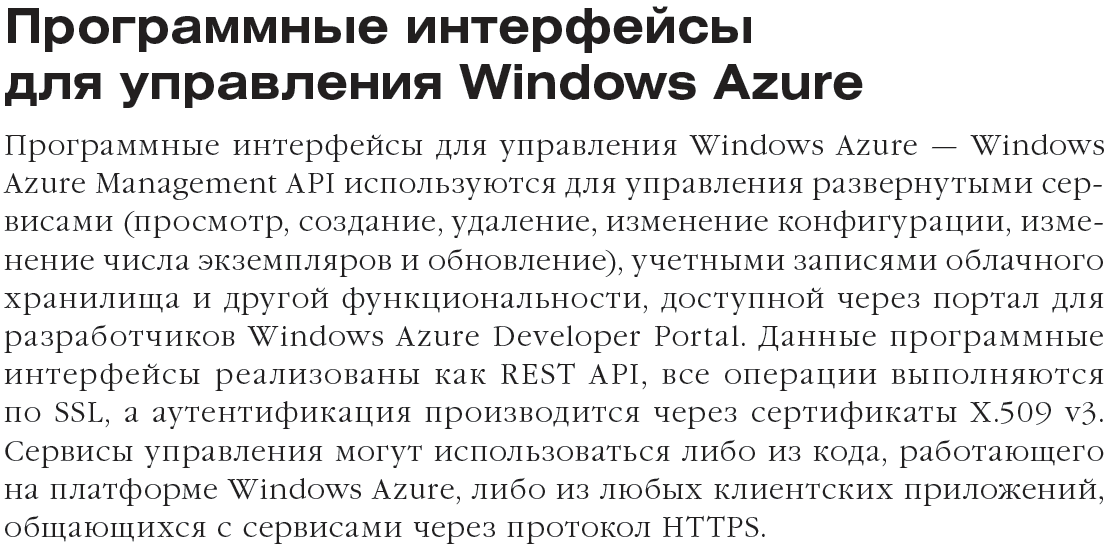 Программные интерфейсы
для управления Windows Azure
Программные интерфейсы для управления Windows Azure — Windows
Azure Management API используются для управления развернутыми сер-
висами (просмотр, создание, удаление, изменение конфигурации, изме-
нение числа экземпляров и обновление), учетными записями облачного
хранилища и другой функциональности, доступной через портал для
разработчиков Windows Azure Developer Portal. Данные программные
интерфейсы реализованы как REST API, все операции выполняются
по SSL, а аутентификация производится через сертификаты X.509 v3.
Сервисы управления могут использоваться либо из кода, работающего
на платформе Windows Azure, либо из любых клиентских приложений,
общающихся с сервисами через протокол HTTPS.